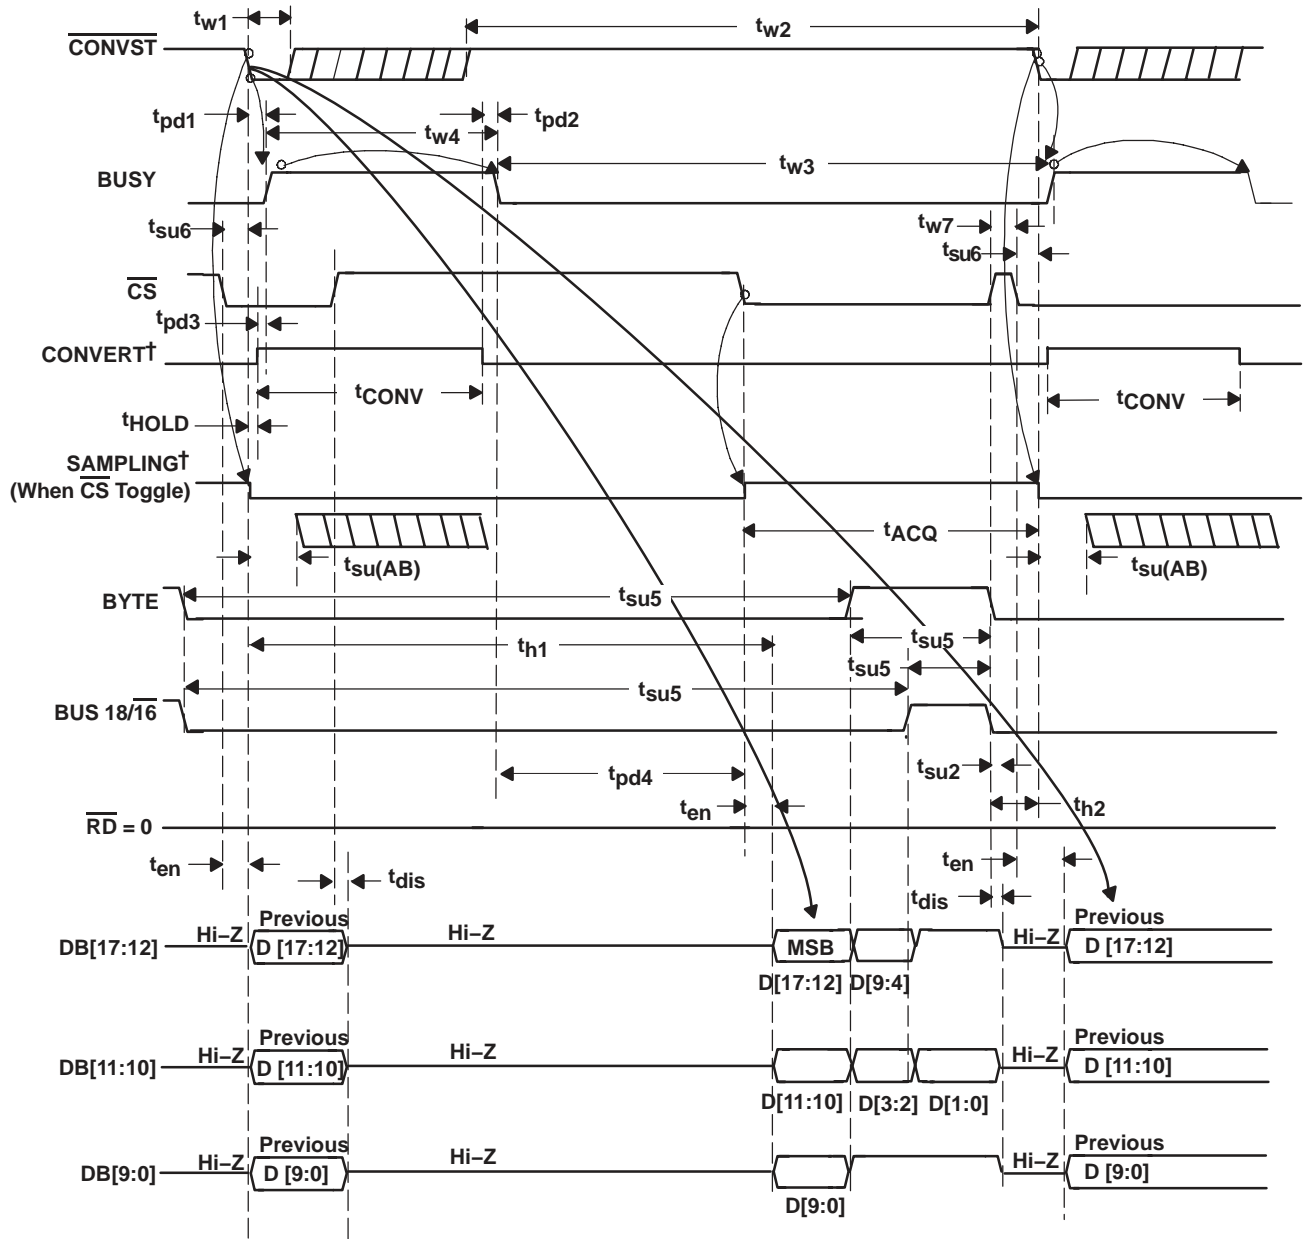 tw1
tw2
CONVST
tpd1
tw4
tpd2
tw3
BUSY
tsu6
tw7
tsu6
CS
tpd3
CONVERT†
tCONV
tCONV
tHOLD
SAMPLING†
(When CS Toggle)
tACQ
tsu(AB)
tsu(AB)
BYTE
tsu5
tsu5
th1
tsu5
tsu5
BUS 18/16
tsu2
tpd4
ten
th2
RD = 0
ten
tdis
ten
tdis
Previous
Previous
DB[17:12]
Hi–Z
D [17:12]
Hi–Z
MSB
Hi–Z
D [17:12]
D[17:12]
D[9:4]
Previous
Previous
DB[11:10]
Hi–Z
D [11:10]
Hi–Z
Hi–Z
D [11:10]
D[11:10]
D[3:2]
D[1:0]
Previous
Previous
DB[9:0]
Hi–Z
D [9:0]
Hi–Z
Hi–Z
D [9:0]
D[9:0]